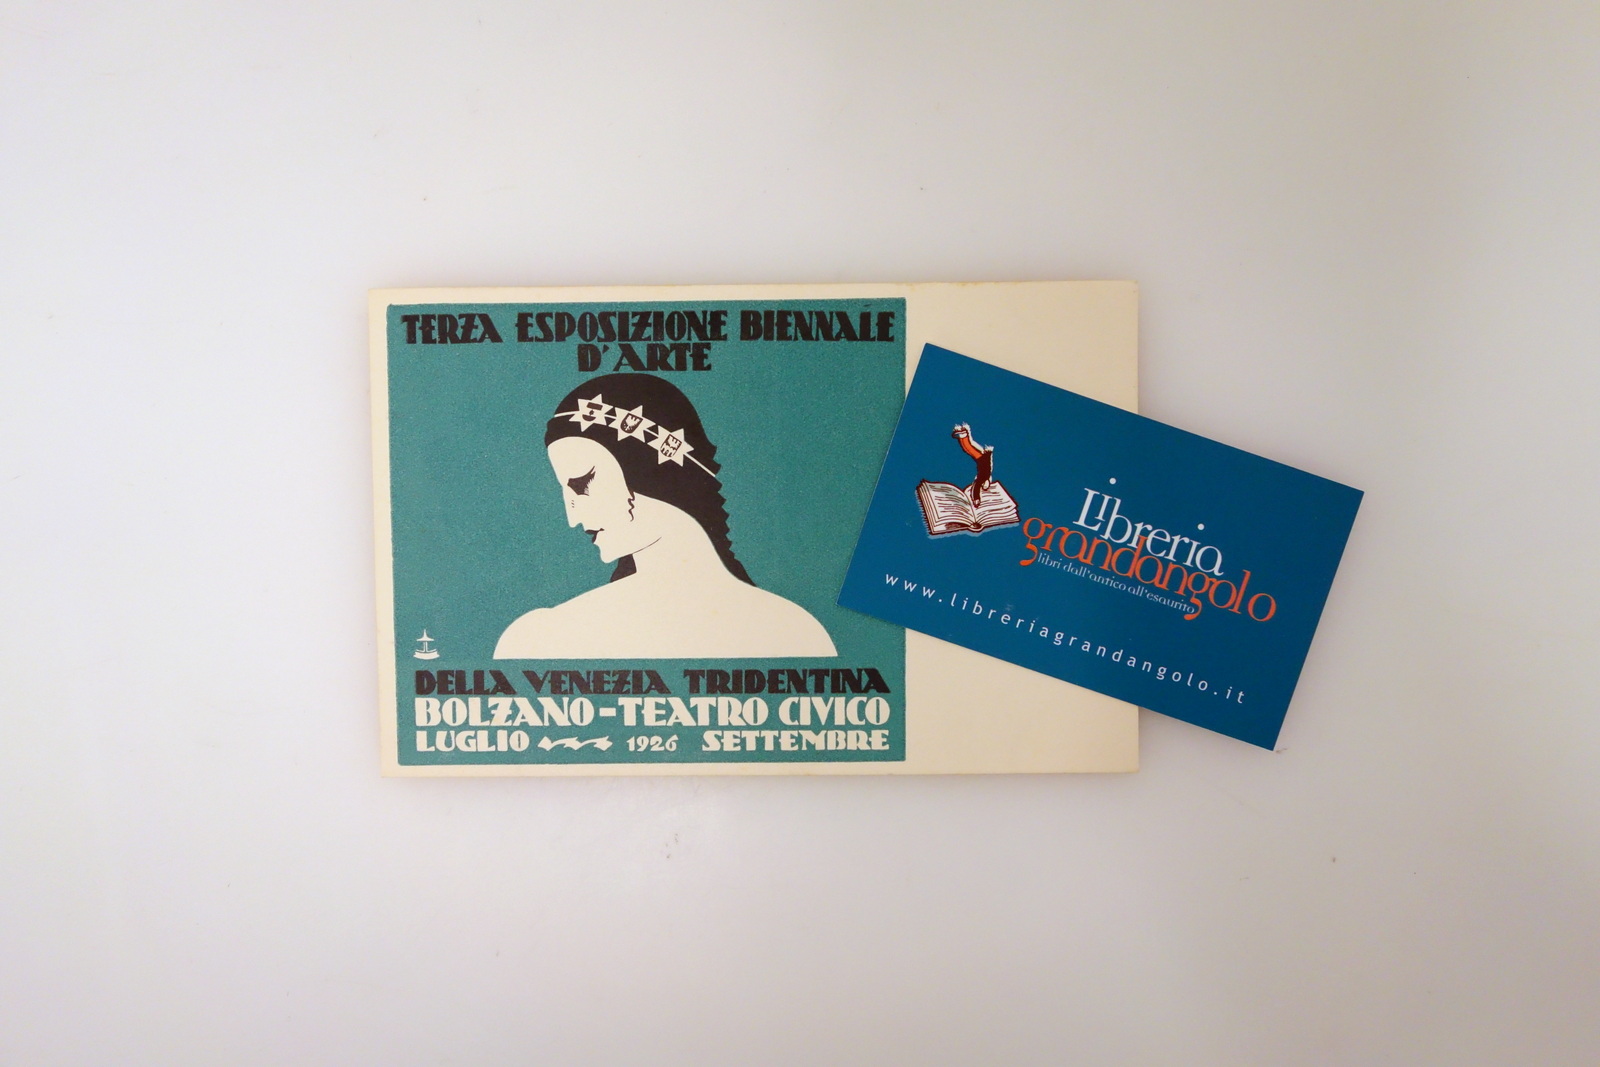 TERZA ESPOSIZIONE BIENNALE
D'ARTE
DELLA VENEZIA TRIDENTINA
BOLZANO-TEATRO CIVICO
LUGLIO 1926 SETTEMBRE
Libreria
grandangolo
libri dall'antico all'esaurito
www.libreriagrandangolo.it